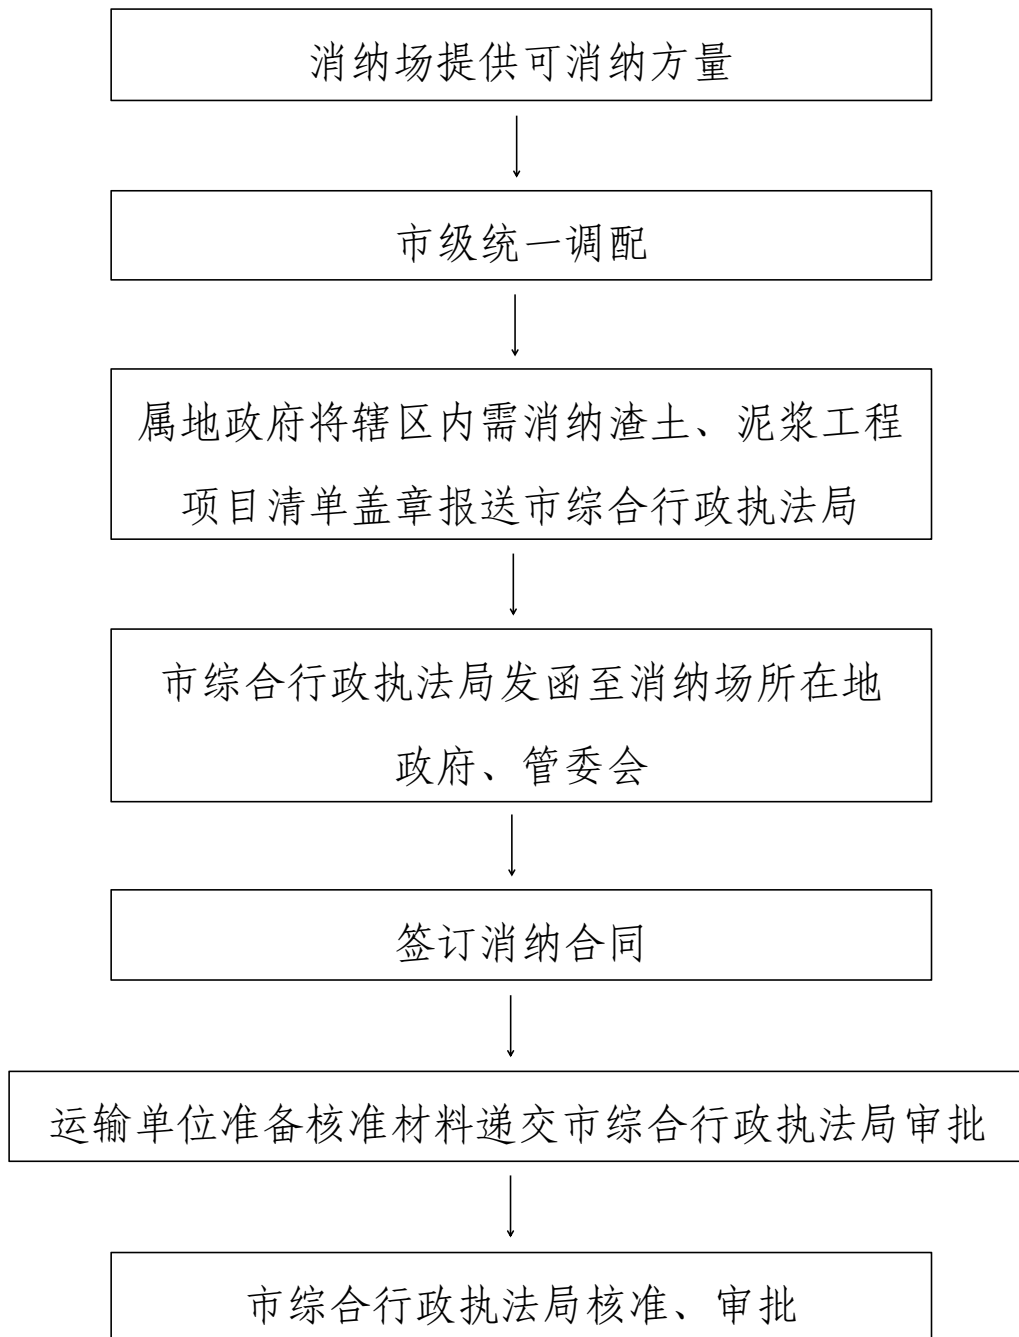 消纳场提供可消纳方量
市级统一调配
属地政府将辖区内需消纳渣土、泥浆工程
项目清单盖章报送市综合行政执法局
市综合行政执法局发函至消纳场所在地
政府、管委会
签订消纳合同
运输单位准备核准材料递交市综合行政执法局审批
市综合行政执法局核准、审批